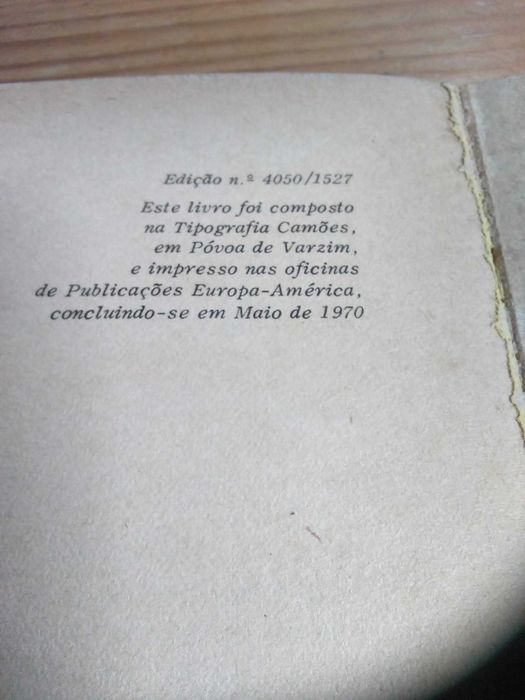 Edição n.º 4050/1527
Este livro foi composto
na Tipografia Camões,
em Póvoa de Varzim,
e impresso nas oficinas
de Publicações Europa-América,
concluindo-se em Maio de 1970